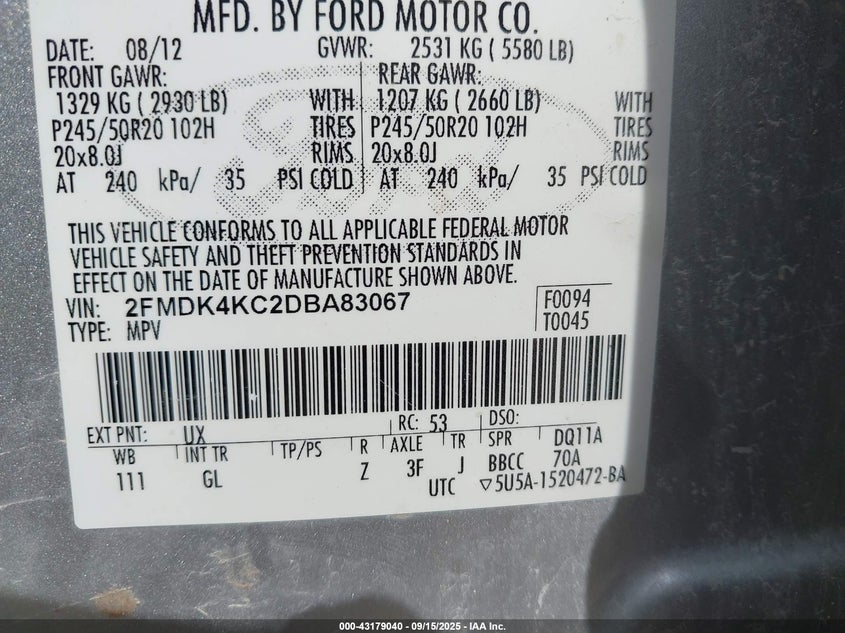 MFD. BY FORD MOTOR CO.
DATE: 08/12 GVWR: 2531 KG ( 5580 LB)
FRONT GAWR: REAR GAWR:
1329 KG ( 2930 LB) WITH 1207 KG ( 2660 LB) WITH
P245/50R20 102H TIRES P245/50R20 102H TIRES
20x8.0J RIMS 20x8.0J RIMS
AT 240 kPa/ 35 PSI COLD AT 240 kPa/ 35 PSI COLD
THIS VEHICLE CONFORMS TO ALL APPLICABLE FEDERAL MOTOR
VEHICLE SAFETY AND THEFT PREVENTION STANDARDS IN
EFFECT ON THE DATE OF MANUFACTURE SHOWN ABOVE.
VIN: 2FMDK4KC2DBA83067 F0094
TYPE: MPV T0045
EXT PNT: UX RC: 53 DSO:
WB INT TR TP/PS R AXLE TR SPR DQ11A
111 GL Z 3F J BBCC 70A
UTC ▽5U5A-1520472-BA
000-43179040 - 09/15/2025 - IAA Inc.